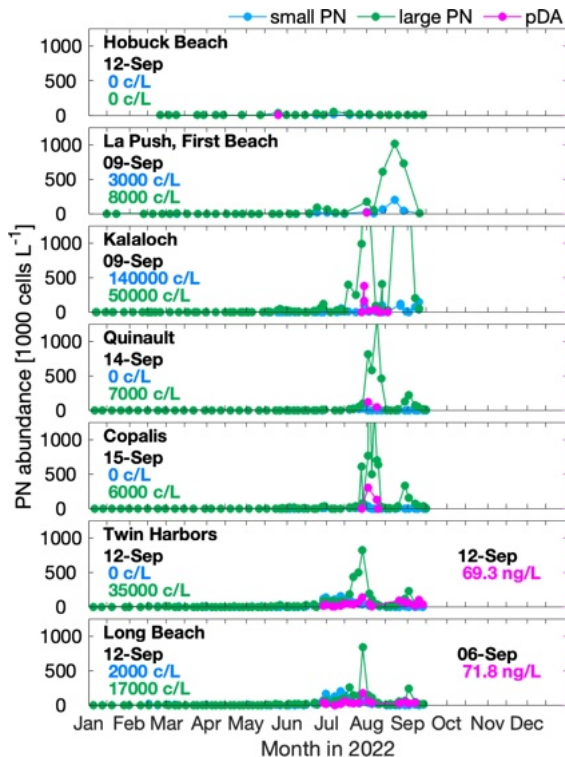 small PN large PN pDA
PN abundance [1000 cells L⁻¹]
1000
500
0
Hobuck Beach
12-Sep
0 c/L
0 c/L
1000
500
0
La Push, First Beach
09-Sep
3000 c/L
8000 c/L
1000
500
0
Kalaloch
09-Sep
140000 c/L
50000 c/L
1000
500
0
Quinault
14-Sep
0 c/L
7000 c/L
1000
500
0
Copalis
15-Sep
0 c/L
6000 c/L
1000
500
0
Twin Harbors
12-Sep
0 c/L
35000 c/L
12-Sep
69.3 ng/L
1000
500
0
Long Beach
12-Sep
2000 c/L
17000 c/L
06-Sep
71.8 ng/L
Jan Feb Mar Apr May Jun Jul Aug Sep Oct Nov Dec
Month in 2022